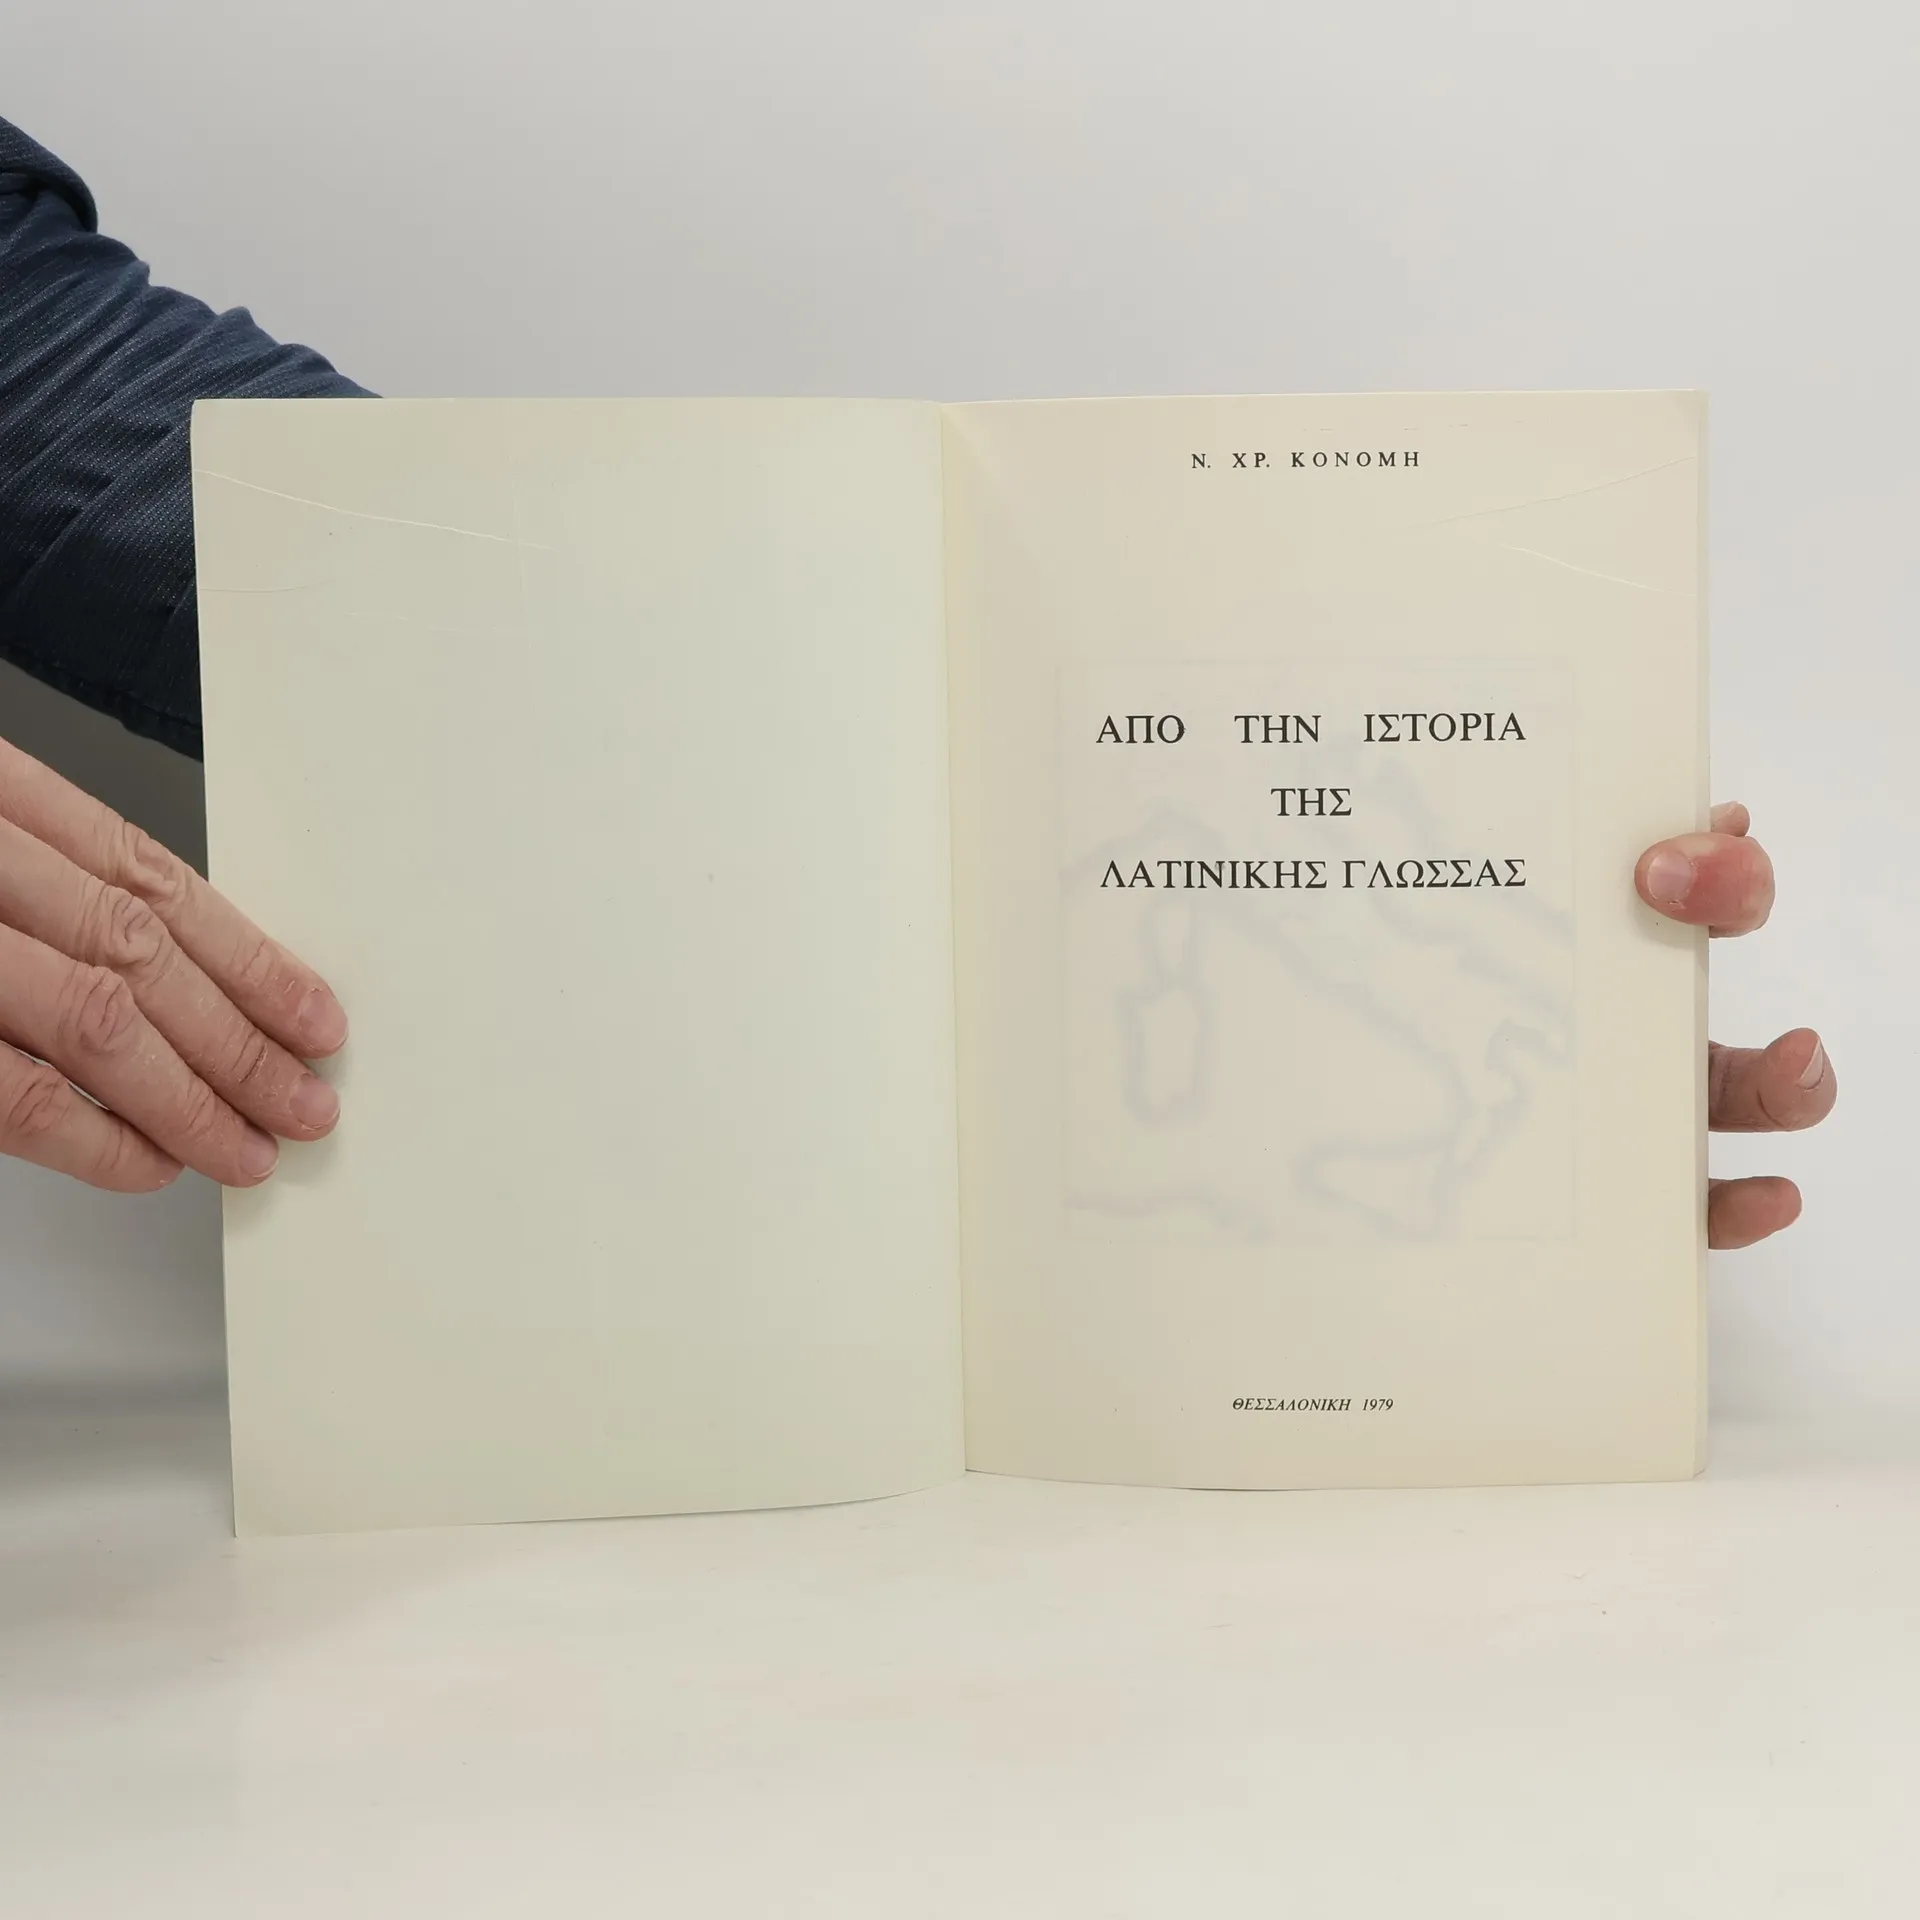 Ν. ΧΡ. ΚΟΝΟΜΗ
ΑΠΟ ΤΗΝ ΙΣΤΟΡΙΑ
ΤΗΣ
ΛΑΤΙΝΙΚΗΣ ΓΛΩΣΣΑΣ
ΘΕΣΣΑΛΟΝΙΚΗ 1979